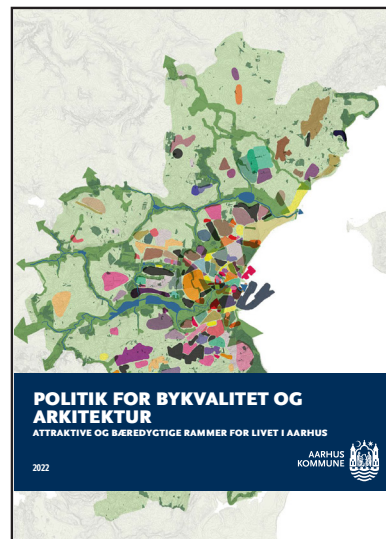 POLITIK FOR BYKVALITET OG
ARKITEKTUR
ATTRAKTIVE OG BÆREDYGTIGE RAMMER FOR LIVET I AARHUS
2022
AARHUS
KOMMUNE